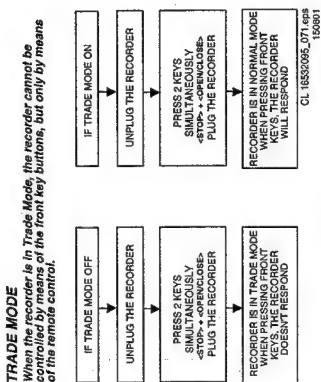 TRADE MODE
When the recorder is in Trade Mode, the recorder cannot be
controlled by means of the front key buttons, but only by means
of the remote control.
IF TRADE MODE OFF
UNPLUG THE RECORDER
PRESS 2 KEYS
SIMULTANEOUSLY
<STOP> + <OPEN/CLOSE>
PLUG THE RECORDER
RECORDER IS IN TRADE MODE
WHEN PRESSING FRONT
KEYS, THE RECORDER
DOESN'T RESPOND
IF TRADE MODE ON
UNPLUG THE RECORDER
PRESS 2 KEYS
SIMULTANEOUSLY
<STOP> + <OPEN/CLOSE>
PLUG THE RECORDER
RECORDER IS IN NORMAL MODE
WHEN PRESSING FRONT
KEYS, THE RECORDER
WILL RESPOND
CL 16532095_071.eps
150801